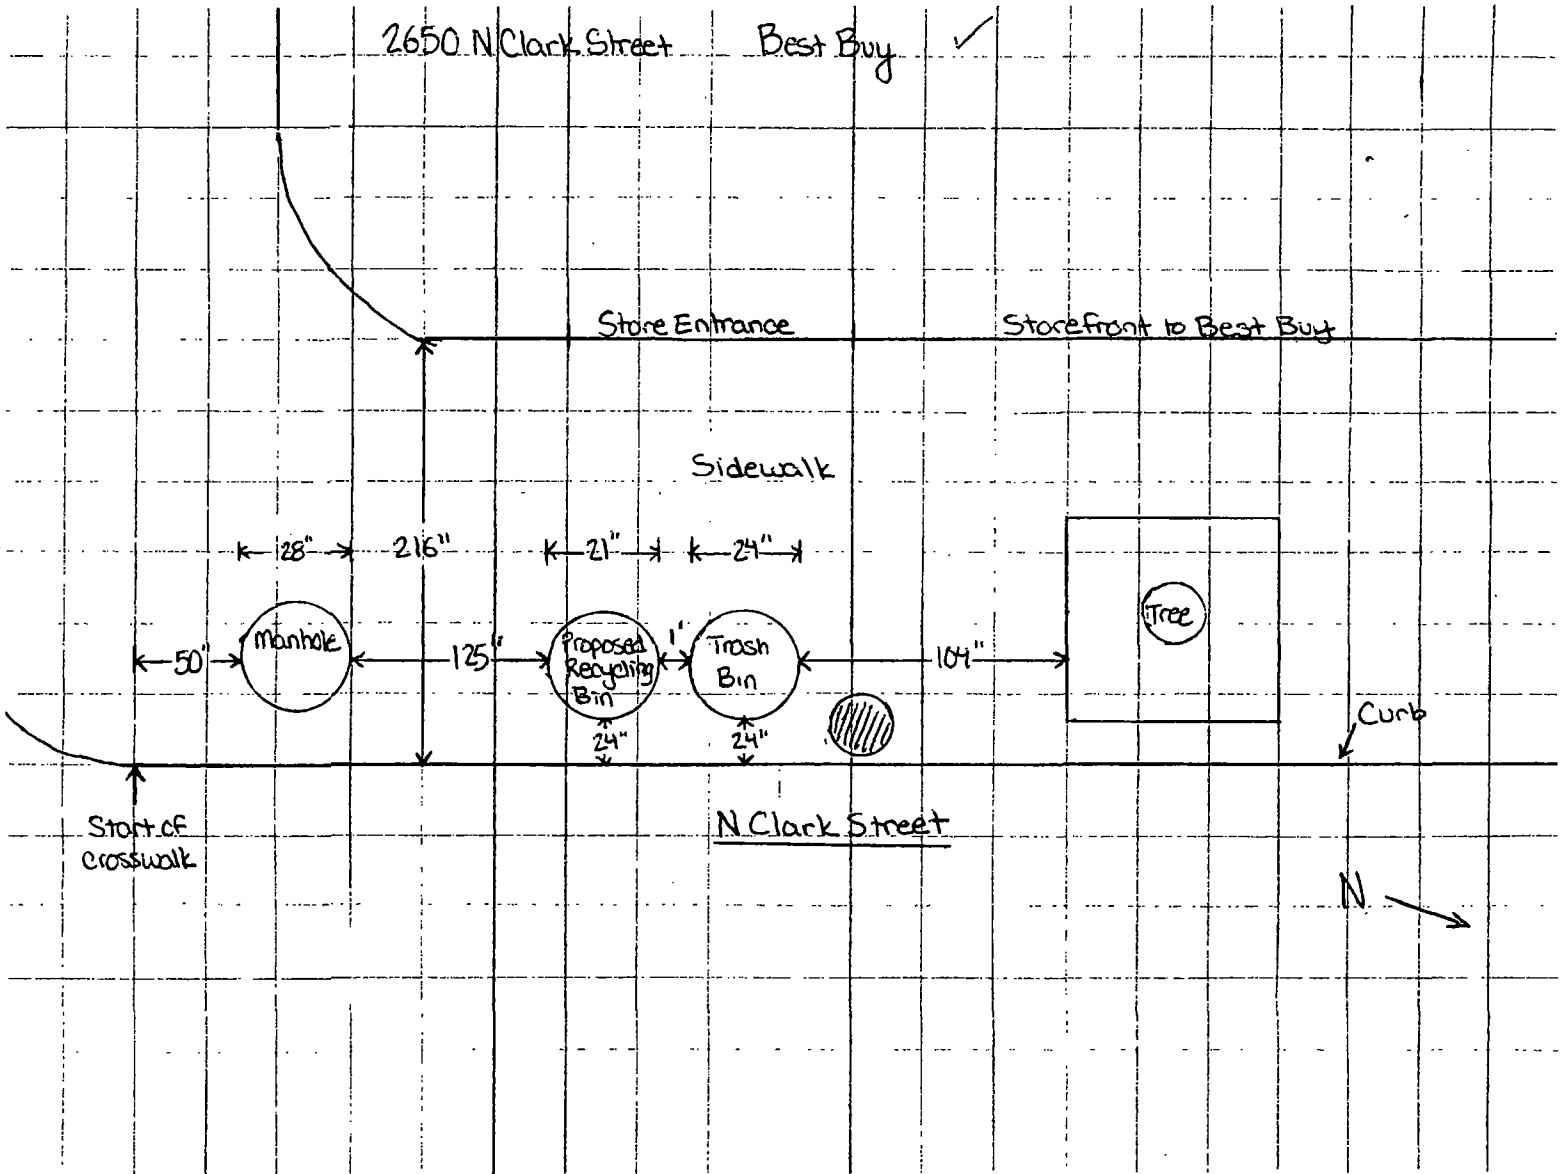 2650 N Clark Street Best Buy ✓
Store Entrance Storefront to Best Buy
Sidewalk
28" 216" 21" 24"
Manhole
50"
125"
Proposed
Recycling
Bin
1"
Trash
Bin
104"
Tree
24" 24"
Curb
Start of
crosswalk
N Clark Street
N